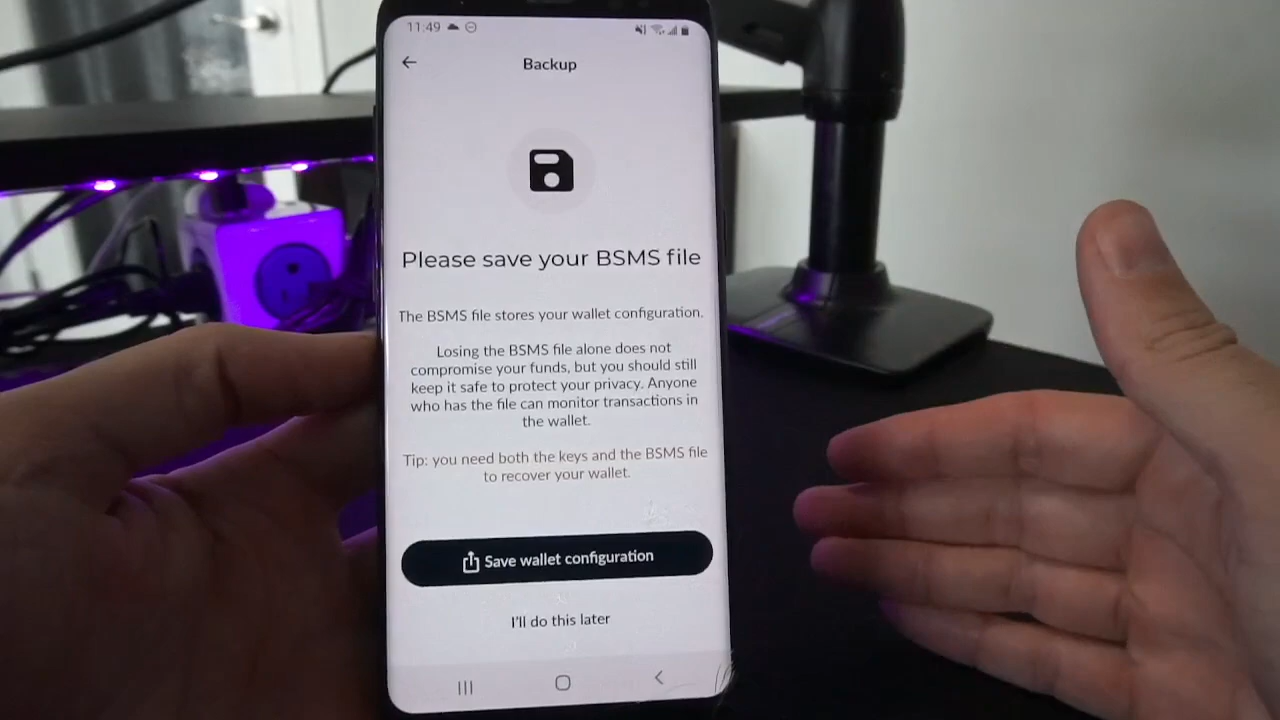 11:49
Backup
Please save your BSMS file
The BSMS file stores your wallet configuration.
Losing the BSMS file alone does not
compromise your funds, but you should still
keep it safe to protect your privacy. Anyone
who has the file can monitor transactions in
the wallet.
Tip: you need both the keys and the BSMS file
to recover your wallet.
Save wallet configuration
I'll do this later